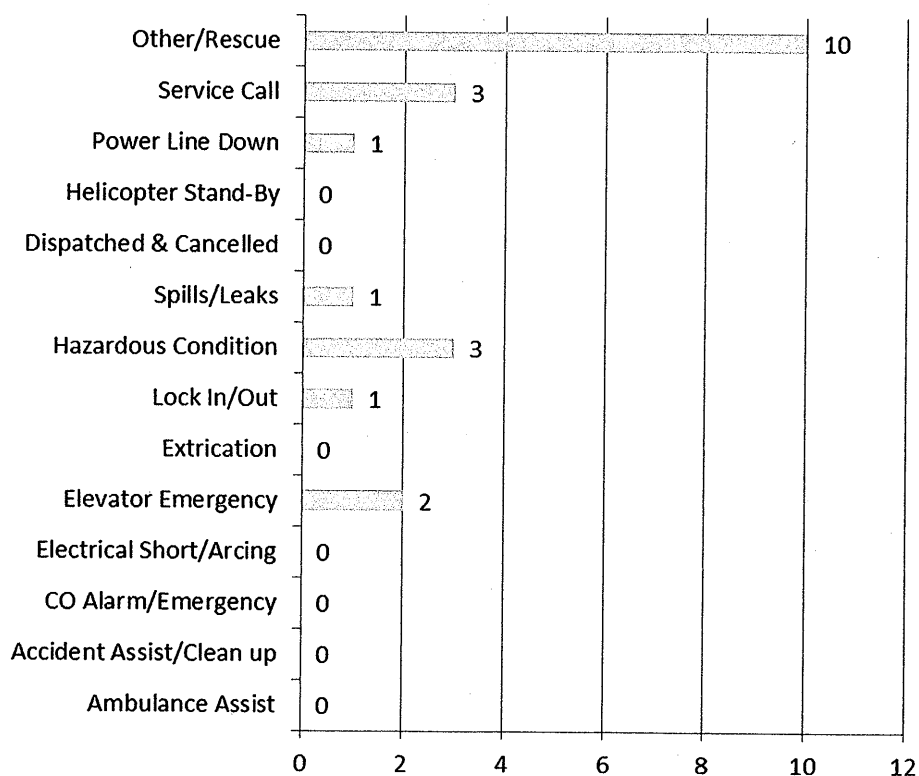 Other/Rescue 10
Service Call 3
Power Line Down 1
Helicopter Stand-By 0
Dispatched & Cancelled 0
Spills/Leaks 1
Hazardous Condition 3
Lock In/Out 1
Extrication 0
Elevator Emergency 2
Electrical Short/Arcing 0
CO Alarm/Emergency 0
Accident Assist/Clean up 0
Ambulance Assist 0
0 2 4 6 8 10 12